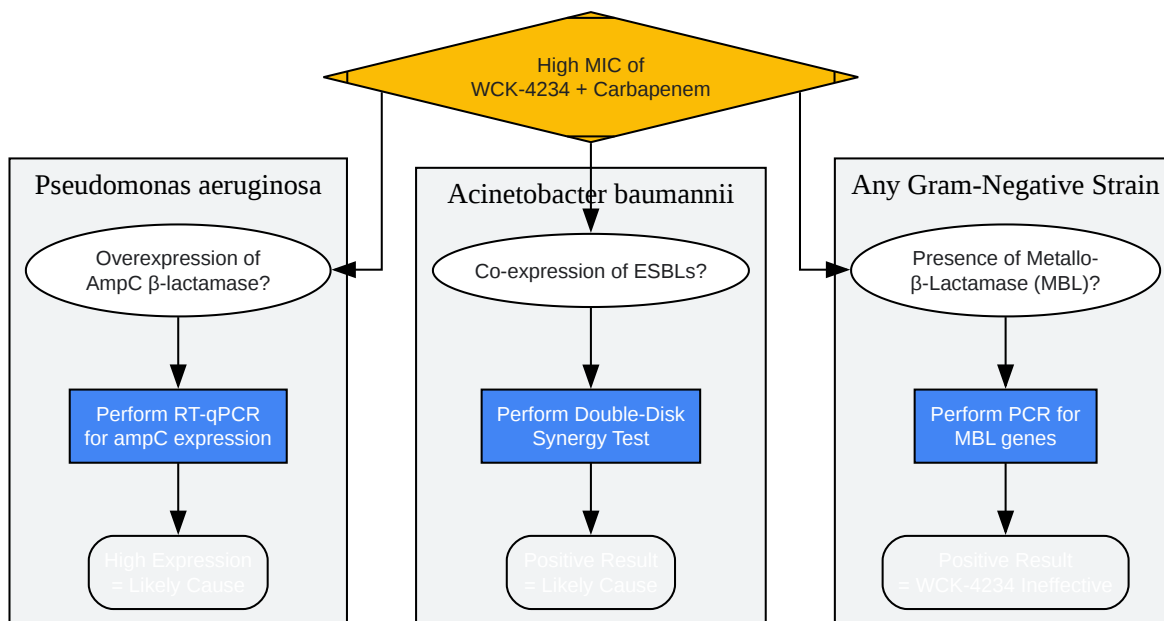 High MIC of
WCK-4234 + Carbapenem
Pseudomonas aeruginosa
Overexpression of
AmpC β-lactamase?
Perform RT-qPCR
for ampC expression
High Expression
= Likely Cause
Acinetobacter baumannii
Co-expression of ESBLs?
Perform Double-Disk
Synergy Test
Positive Result
= Likely Cause
Any Gram-Negative Strain
Presence of Metallo-
β-Lactamase (MBL)?
Perform PCR for
MBL genes
Positive Result
= WCK-4234 Ineffective